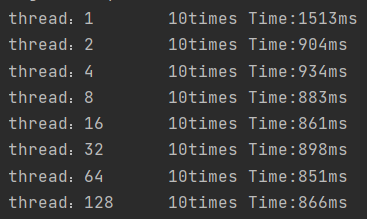 thread：1 10times Time:1513ms
thread：2 10times Time:904ms
thread：4 10times Time:934ms
thread：8 10times Time:883ms
thread：16 10times Time:861ms
thread：32 10times Time:898ms
thread：64 10times Time:851ms
thread：128 10times Time:866ms